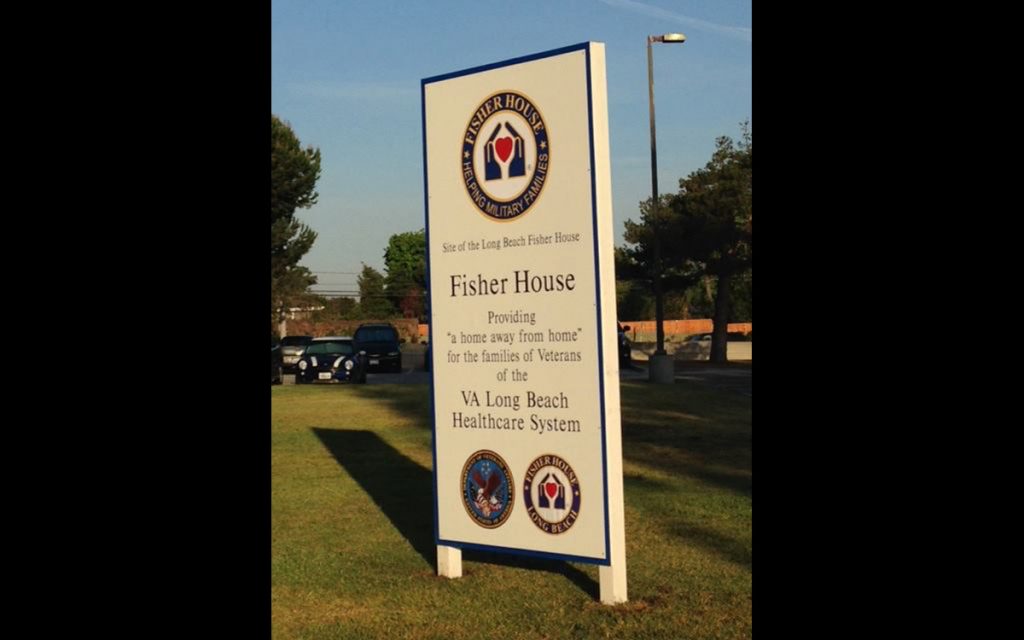 FISHER HOUSE
HELPING MILITARY FAMILIES
Site of the Long Beach Fisher House
Fisher House
Providing
"a home away from home"
for the families of Veterans
of the
VA Long Beach
Healthcare System
FISHER HOUSE
LONG BEACH